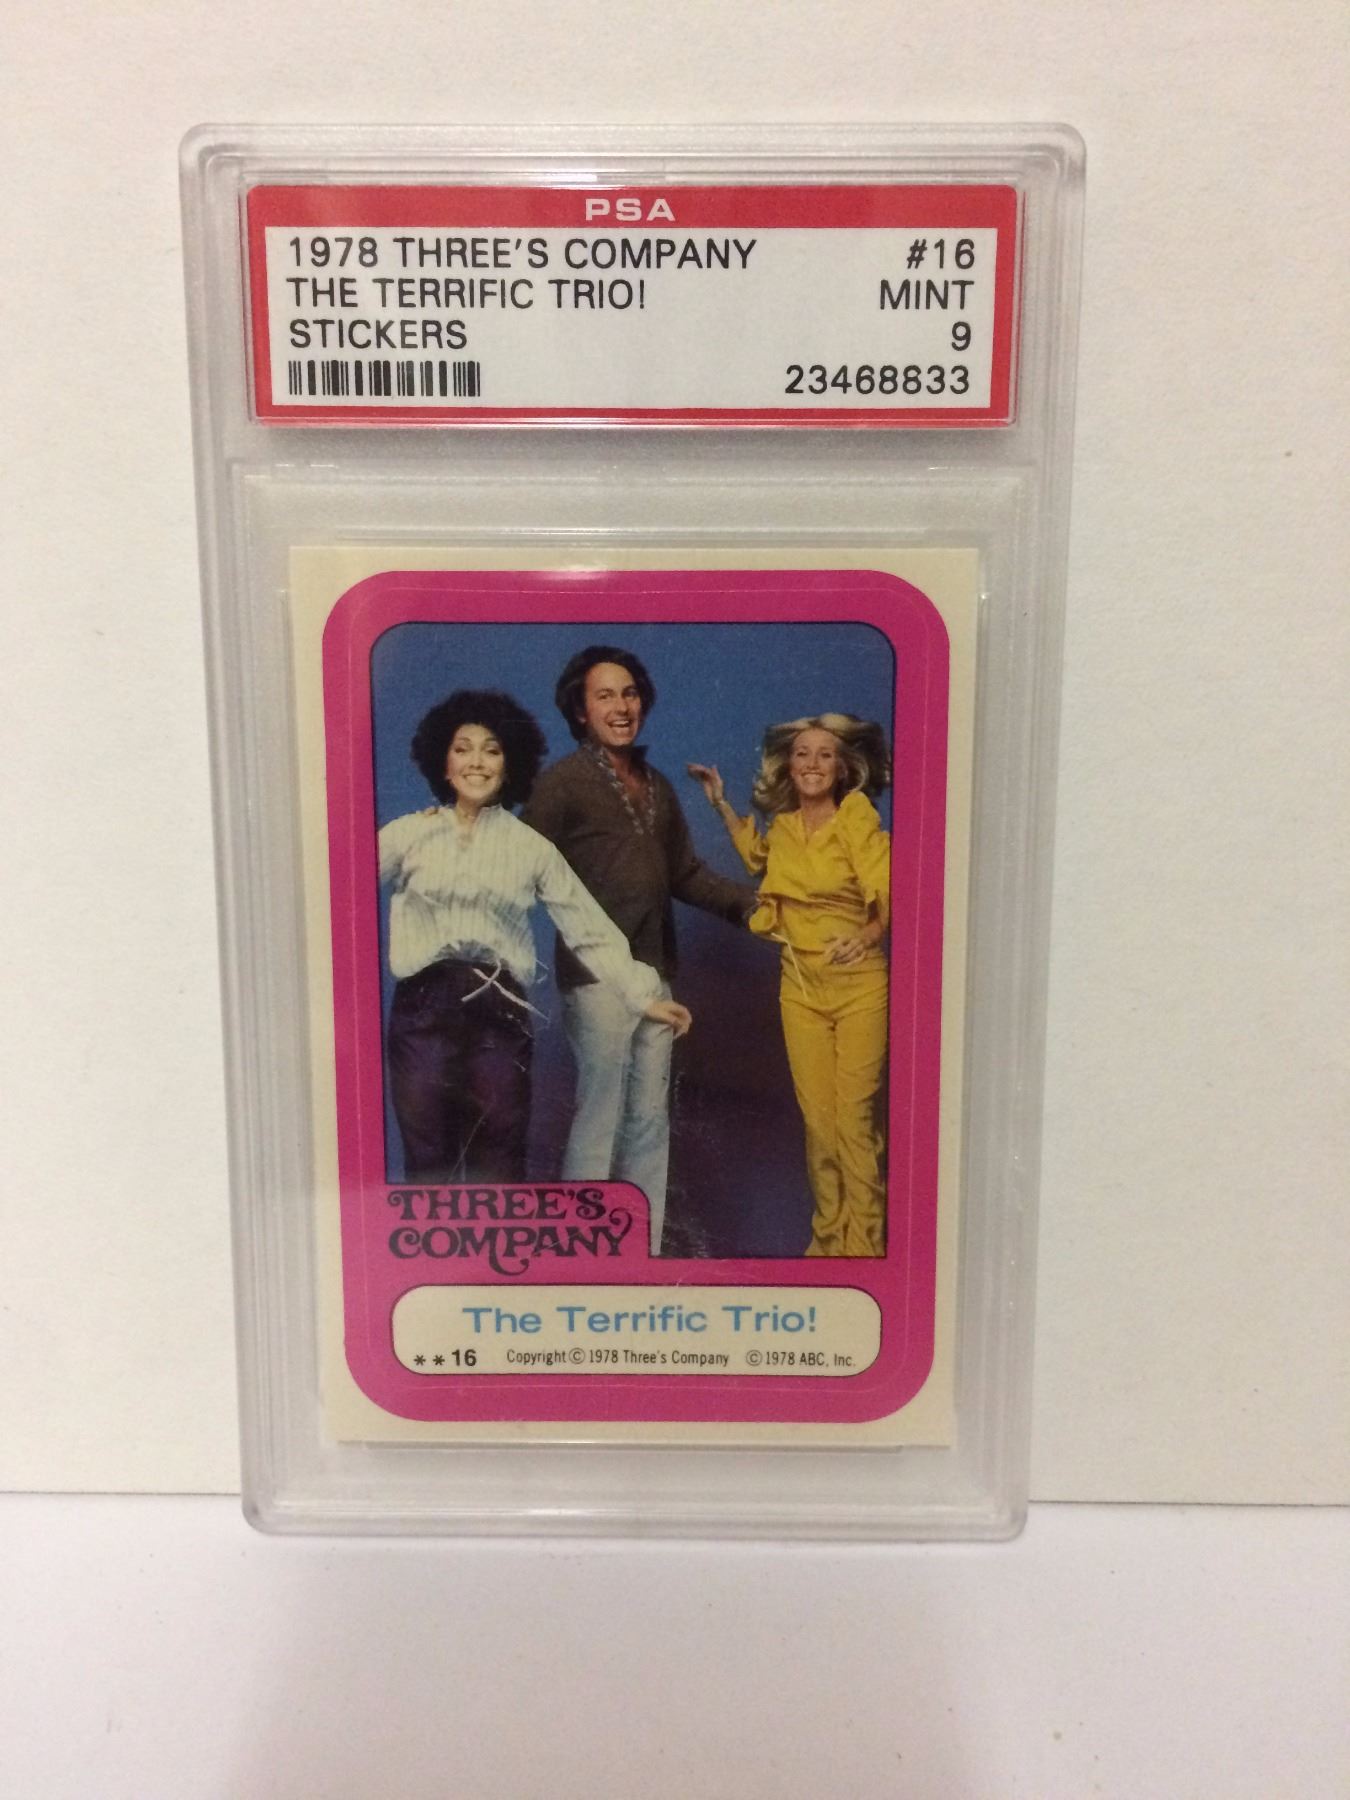 PSA
1978 THREE'S COMPANY #16
THE TERRIFIC TRIO! MINT
STICKERS 9
23468833
THREE'S
COMPANY
The Terrific Trio!
**16 Copyright © 1978 Three's Company © 1978 ABC, Inc.